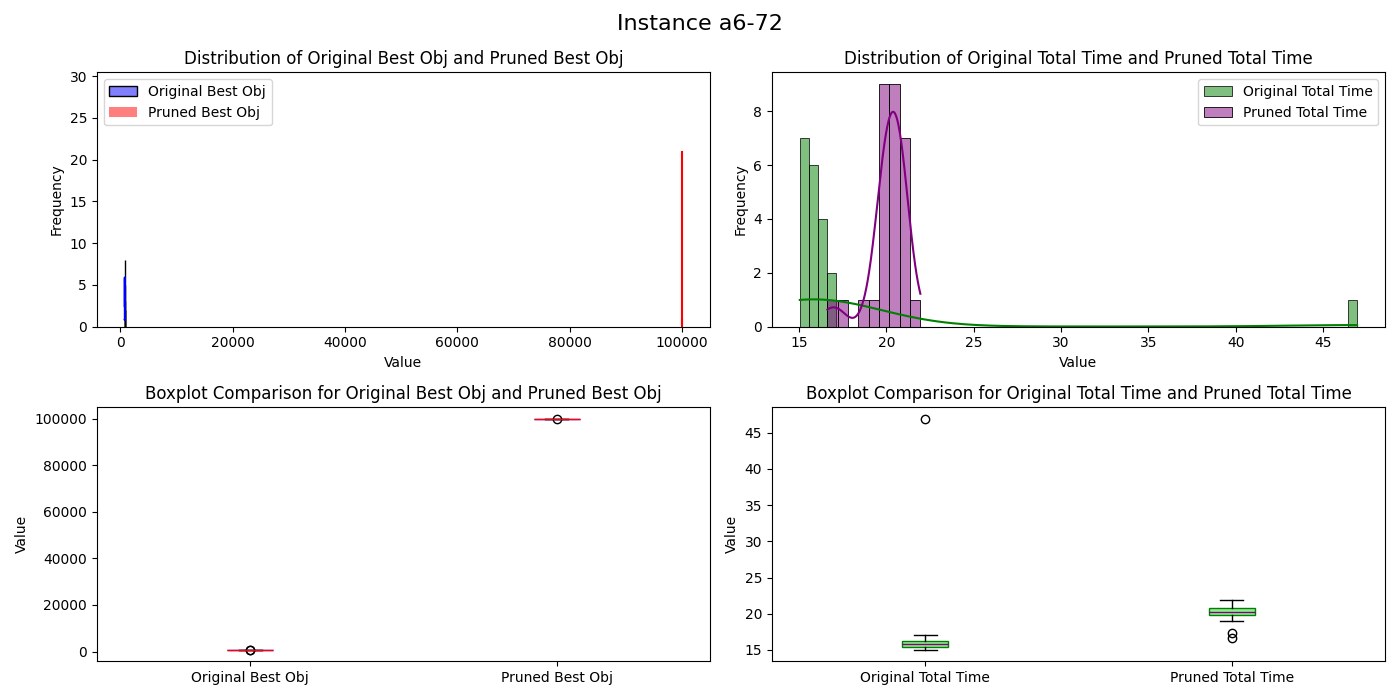 Instance a6-72
Distribution of Original Best Obj and Pruned Best Obj
30
25
20
15
10
5
0
Frequency
Original Best Obj
Pruned Best Obj
0 20000 40000 60000 80000 100000
Value
Distribution of Original Total Time and Pruned Total Time
8
6
4
2
0
Frequency
Original Total Time
Pruned Total Time
15 20 25 30 35 40 45
Value
Boxplot Comparison for Original Best Obj and Pruned Best Obj
100000
80000
60000
40000
20000
0
Value
Original Best Obj Pruned Best Obj
Boxplot Comparison for Original Total Time and Pruned Total Time
45
40
35
30
25
20
15
Value
Original Total Time Pruned Total Time